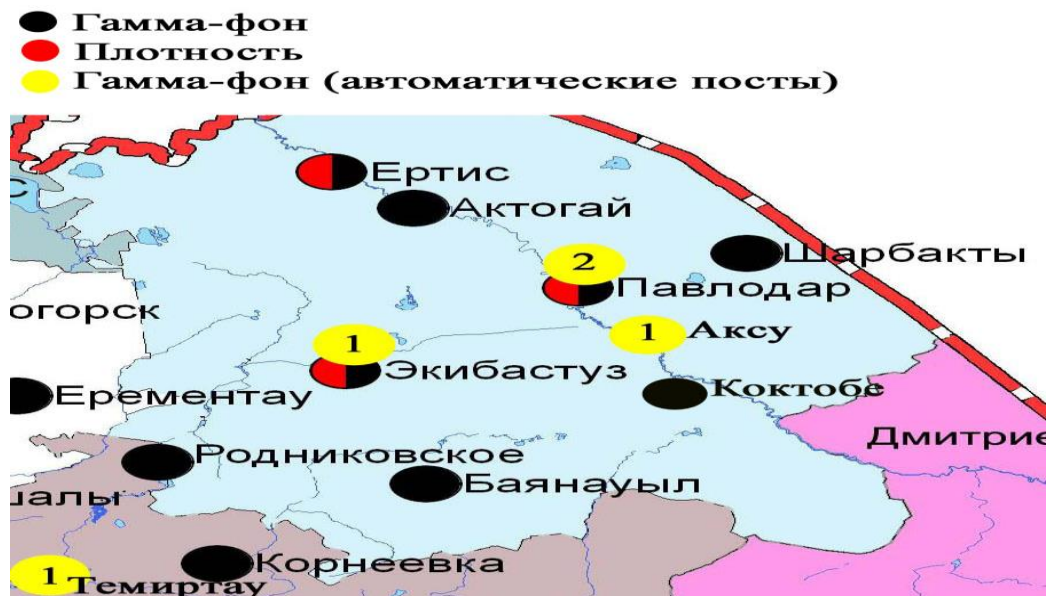 Гамма-фон
Плотность
Гамма-фон (автоматические посты)
с
Ертис
Актогай
Шарбакты
2
Павлодар
огорск
1
1 Аксу
Экибастуз
Ерементау
Коктобе
Дмитрие
Родниковское
Баянауыл
шалы
Корнеевка
1 Темиртау